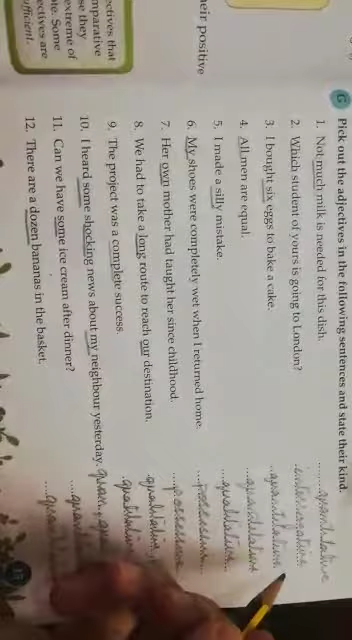 ectives that
mparative
se they
extreme of
te. Some
ectives are
ufficient.
heir positive
G Pick out the adjectives in the following sentences and state their kind.
1. Not much milk is needed for this dish. quantitative
2. Which student of yours is going to London? interrogative
3. I bought six eggs to bake a cake. quantitative
4. All men are equal. quantitative
5. I made a silly mistake. qualitative
6. My shoes were completely wet when I returned home. possessive
7. Her own mother had taught her since childhood. possessive
8. We had to take a long route to reach our destination. qualitative
9. The project was a complete success. qualitative
10. I heard some shocking news about my neighbour yesterday.
11. Can we have some ice cream after dinner?
12. There are a dozen bananas in the basket.